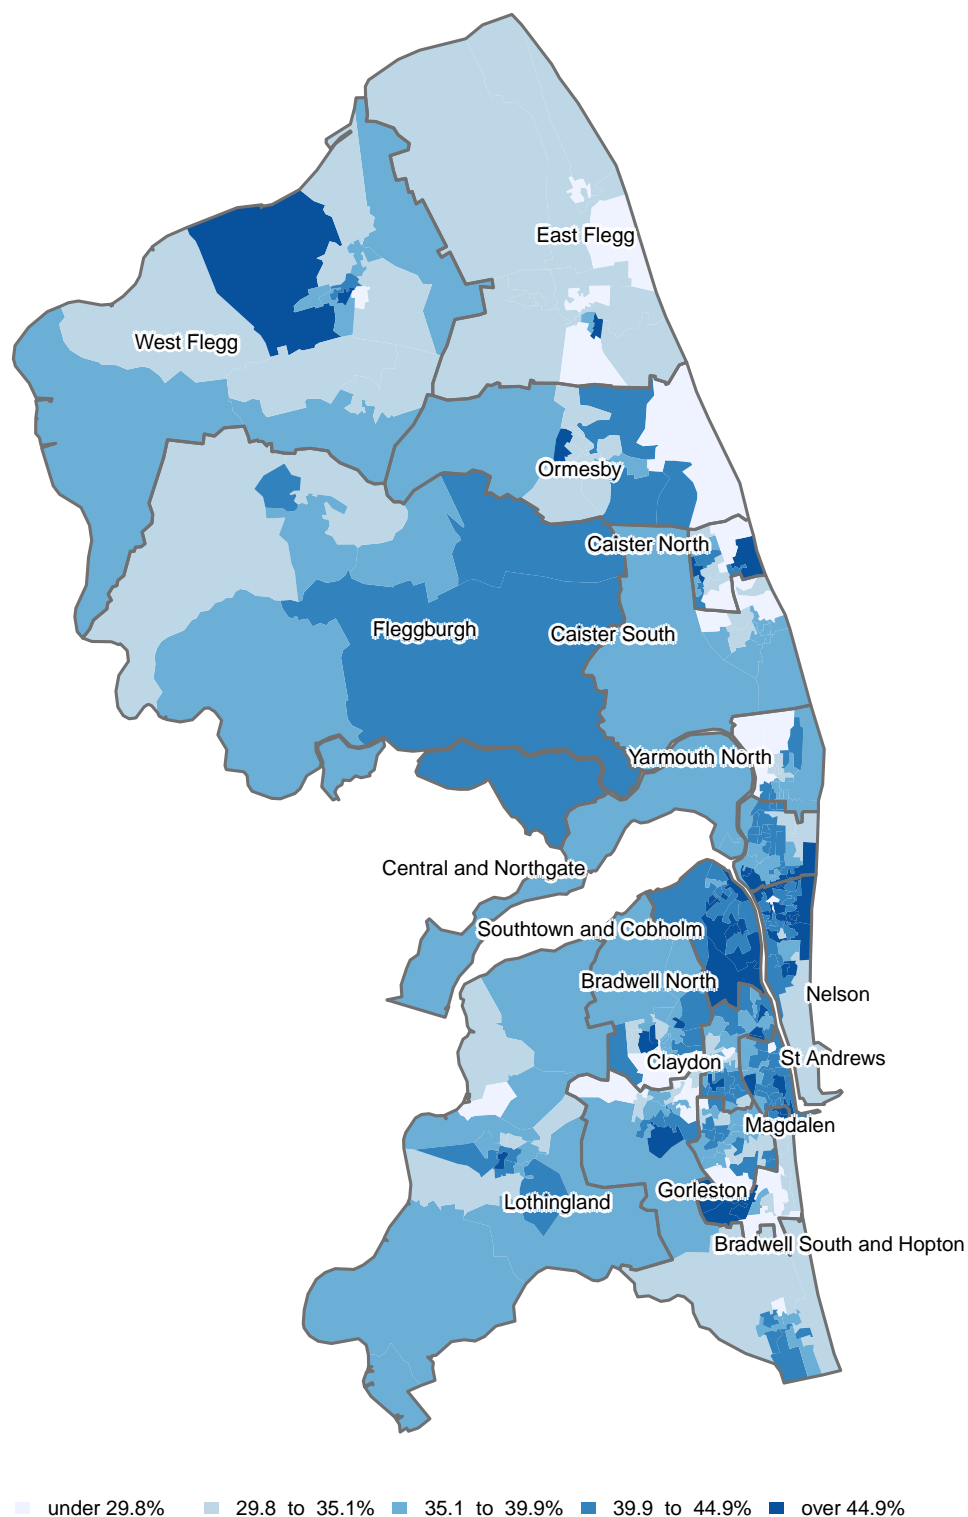 East Flegg
West Flegg
Ormesby
Caister North
Fleggburgh
Caister South
Yarmouth North
Central and Northgate
Southtown and Cobholm
Bradwell North
Nelson
Claydon
St Andrews
Magdalen
Gorleston
Lothingland
Bradwell South and Hopton
under 29.8% 29.8 to 35.1% 35.1 to 39.9% 39.9 to 44.9% over 44.9%